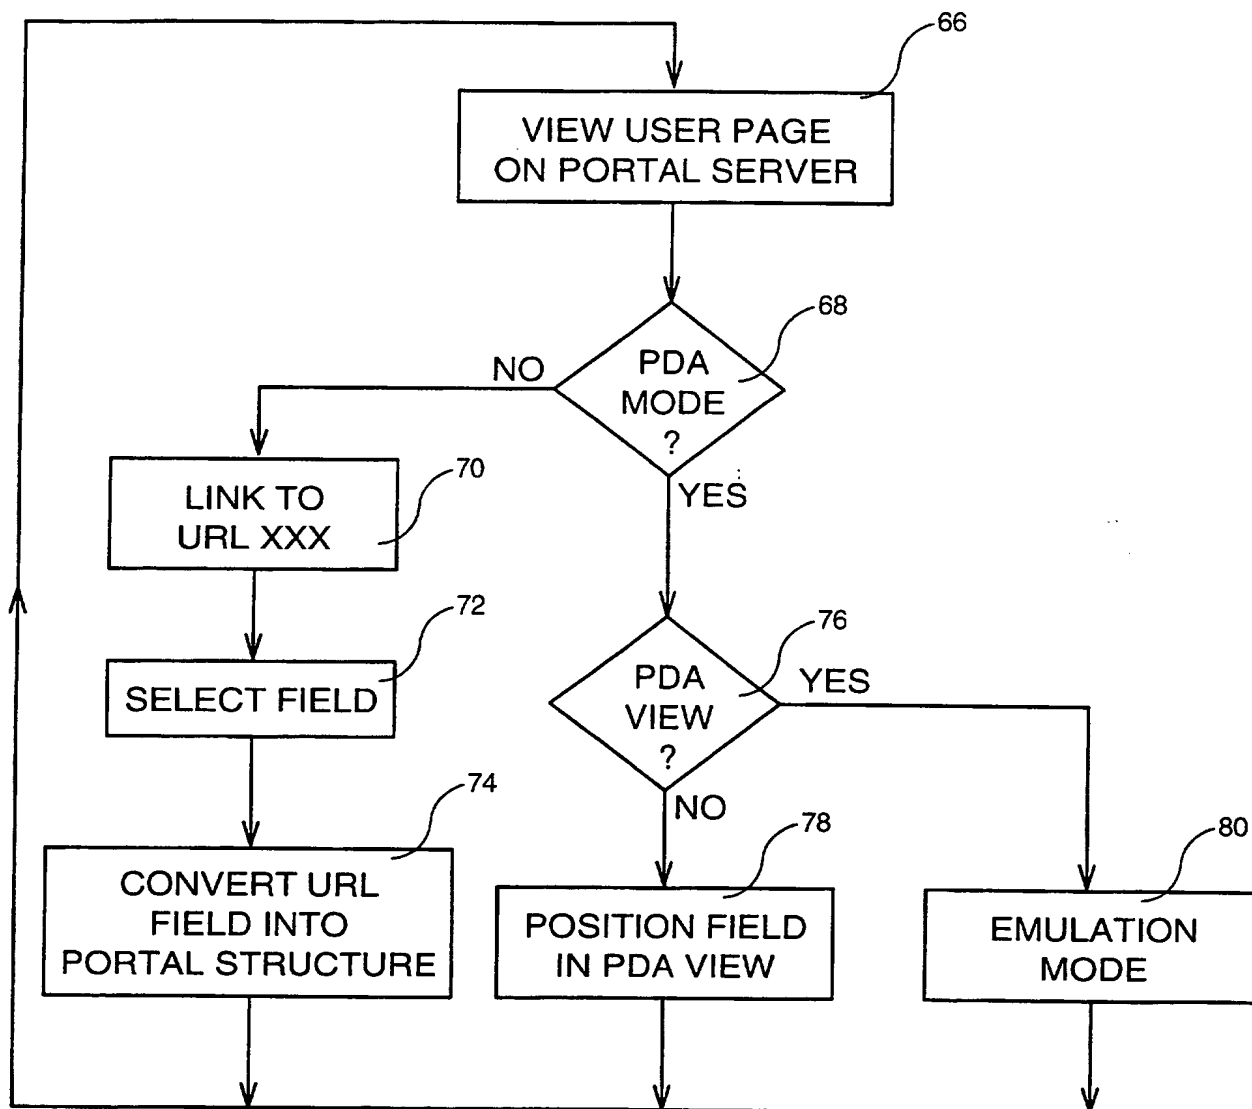 66
VIEW USER PAGE
ON PORTAL SERVER
68
PDA
MODE
?
NO
YES
70
LINK TO
URL XXX
72
SELECT FIELD
74
CONVERT URL
FIELD INTO
PORTAL STRUCTURE
76
PDA
VIEW
?
YES
NO
78
POSITION FIELD
IN PDA VIEW
80
EMULATION
MODE